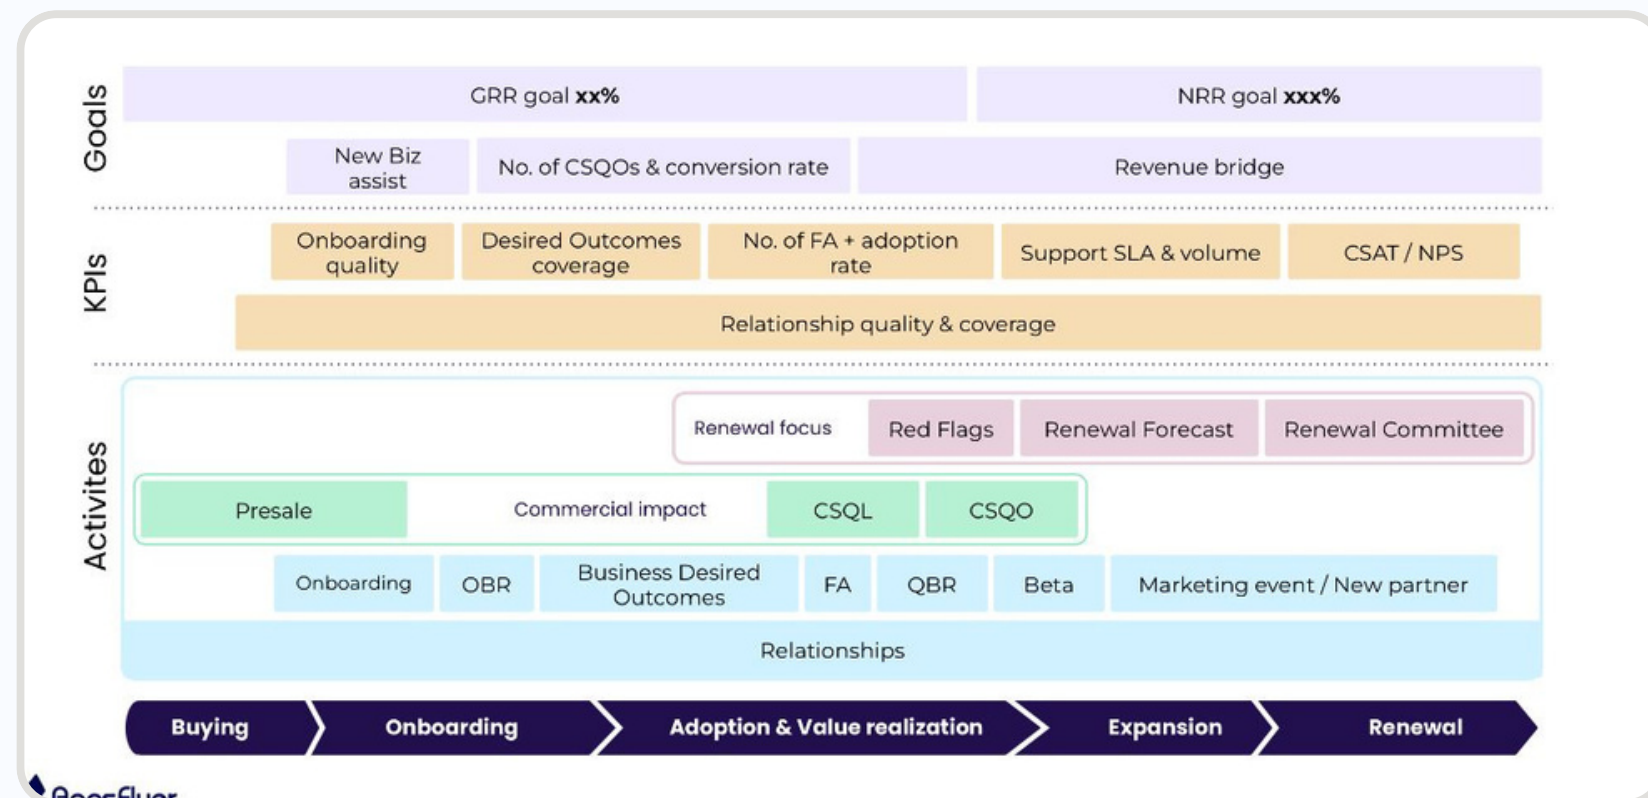 Goals
GRR goal xx%
NRR goal xxx%
New Biz
assist
No. of CSQOs & conversion rate
Revenue bridge
KPIs
Onboarding
quality
Desired Outcomes
coverage
No. of FA + adoption
rate
Support SLA & volume
CSAT / NPS
Relationship quality & coverage
Activites
Renewal focus
Red Flags
Renewal Forecast
Renewal Committee
Presale
Commercial impact
CSQL
CSQO
Onboarding
OBR
Business Desired
Outcomes
FA
QBR
Beta
Marketing event / New partner
Relationships
Buying
Onboarding
Adoption & Value realization
Expansion
Renewal